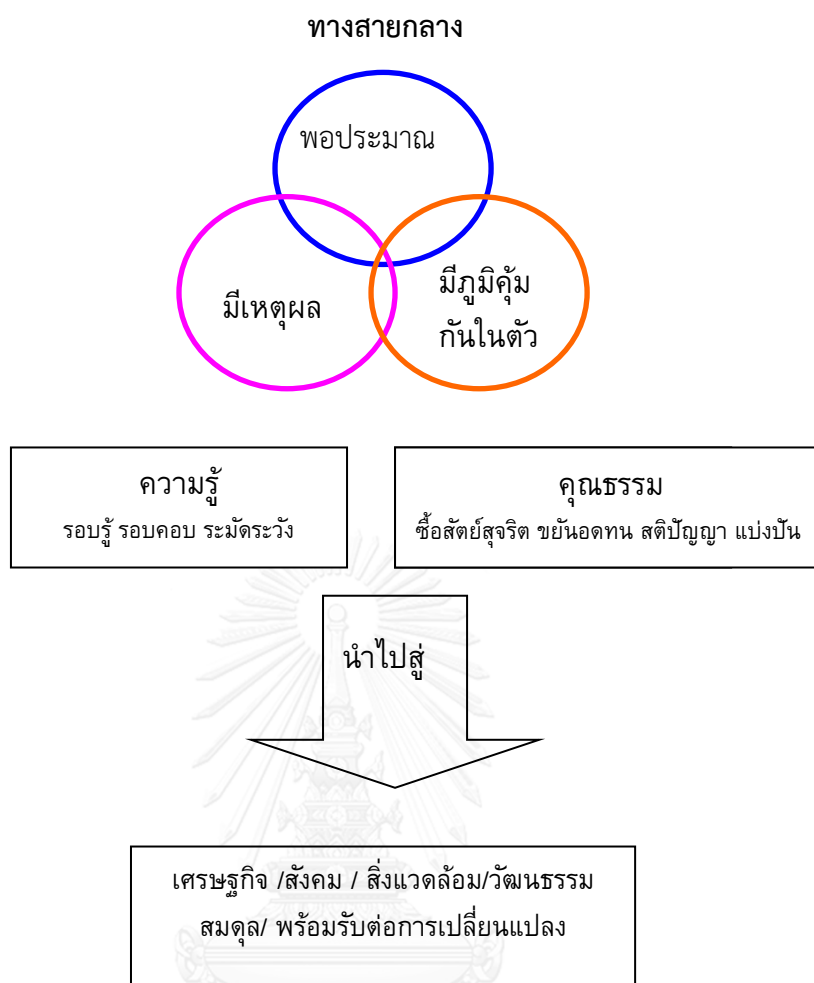 ทางสายกลาง
พอประมาณ
มีเหตุผล
มีภูมิคุ้ม
กันในตัว
ความรู้
รอบรู้ รอบคอบ ระมัดระวัง
คุณธรรม
ซื้อสัตย์สุจริต ขยันอดทน สติปัญญา แบ่งปัน
นำไปสู่
เศรษฐกิจ /สังคม / สิ่งแวดล้อม/วัฒนธรรม
สมดุล/ พร้อมรับต่อการเปลี่ยนแปลง